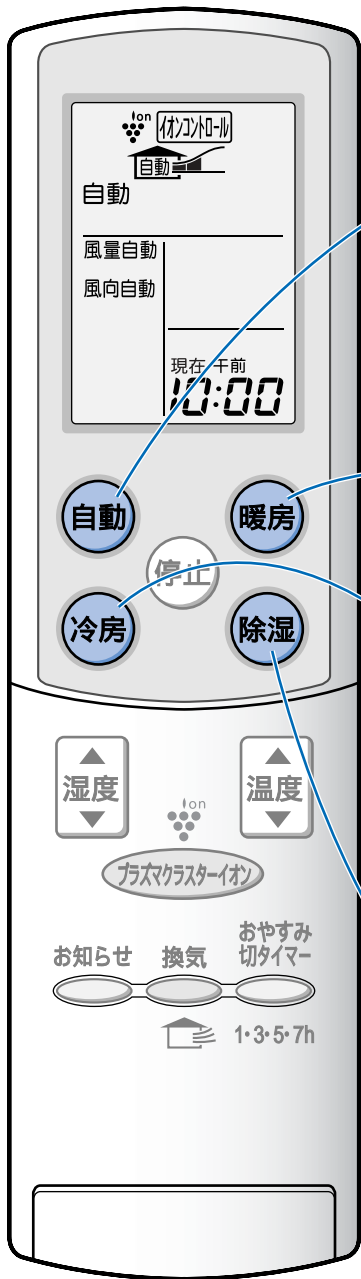 ion イオンコントロール
自動
自動
風量自動
風向自動
現在 午前
10:00
自動
暖房
停止
冷房
除湿
湿度
温度
ion
プラズマクラスターイオン
お知らせ
換気
おやすみ
切タイマー
1・3・5・7h